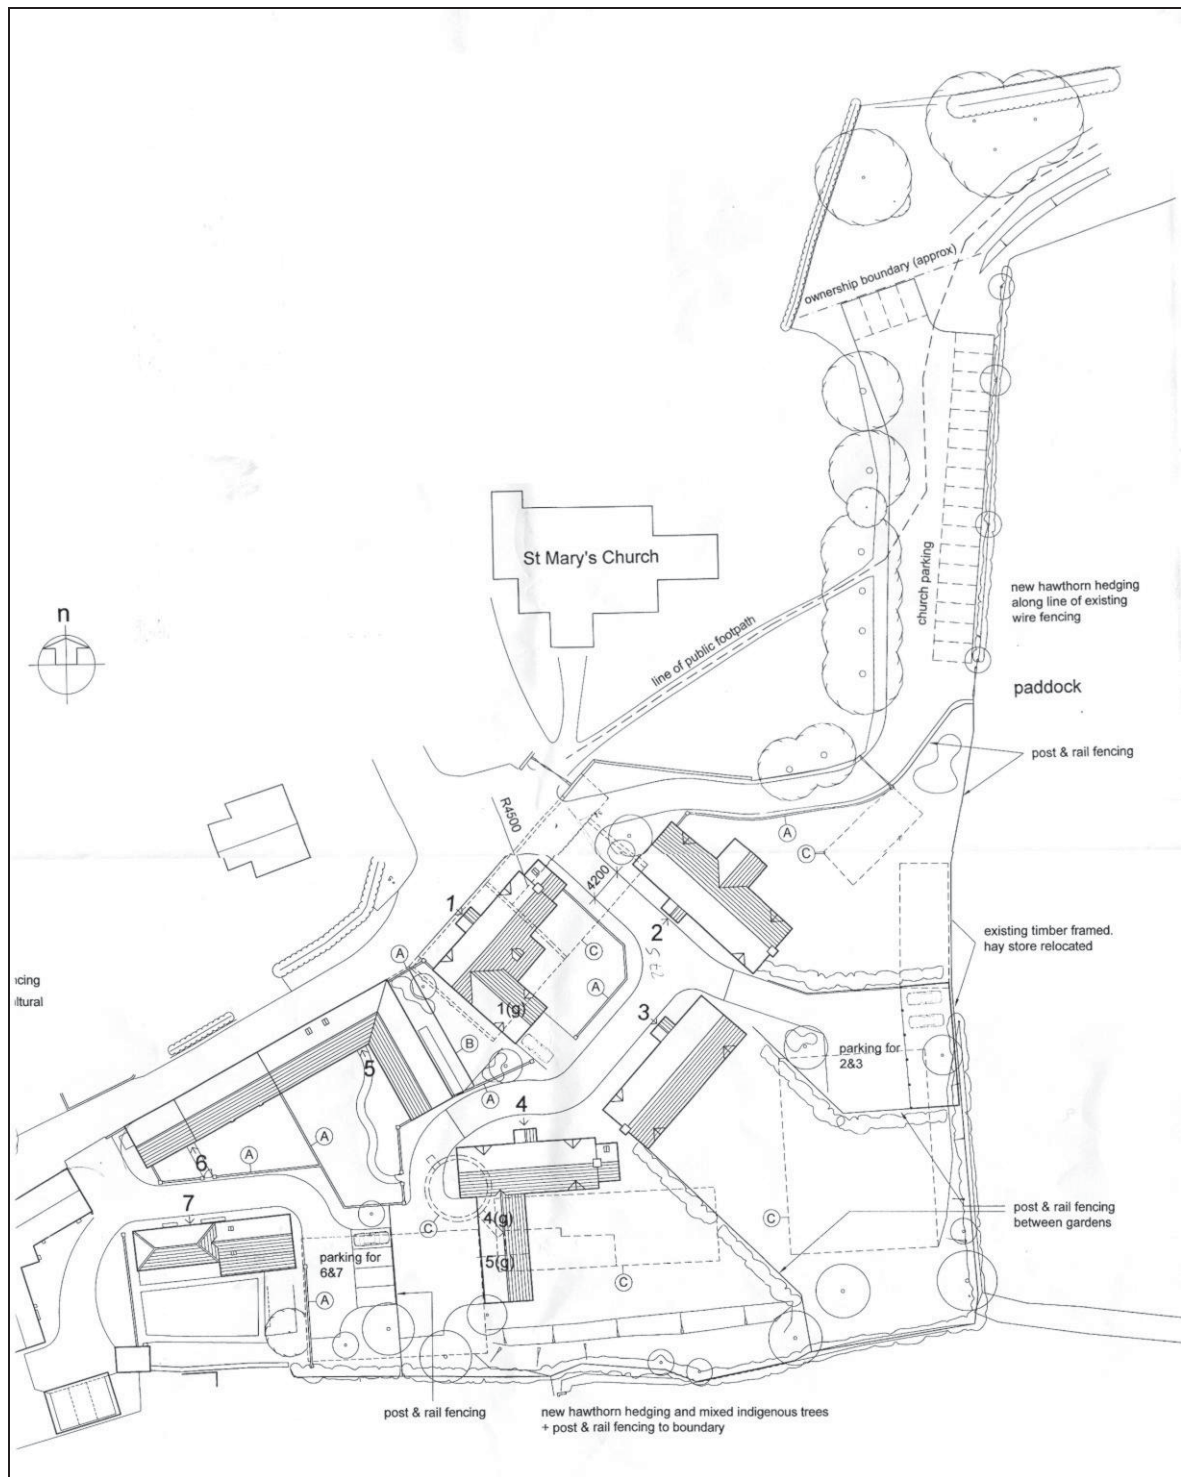 ownership boundary (approx)
St Mary's Church
church parking
new hawthorn hedging
along line of existing
wire fencing
n
line of public footpath
paddock
post & rail fencing
R4500
A
C
4200
1
2
existing timber framed.
hay store relocated
A
C
A
1(g)
3
B
parking for
2&3
5
A
4
A
A
6
7
C
4(g)
C
post & rail fencing
between gardens
parking for
6&7
5(g)
C
A
post & rail fencing
new hawthorn hedging and mixed indigenous trees
+ post & rail fencing to boundary